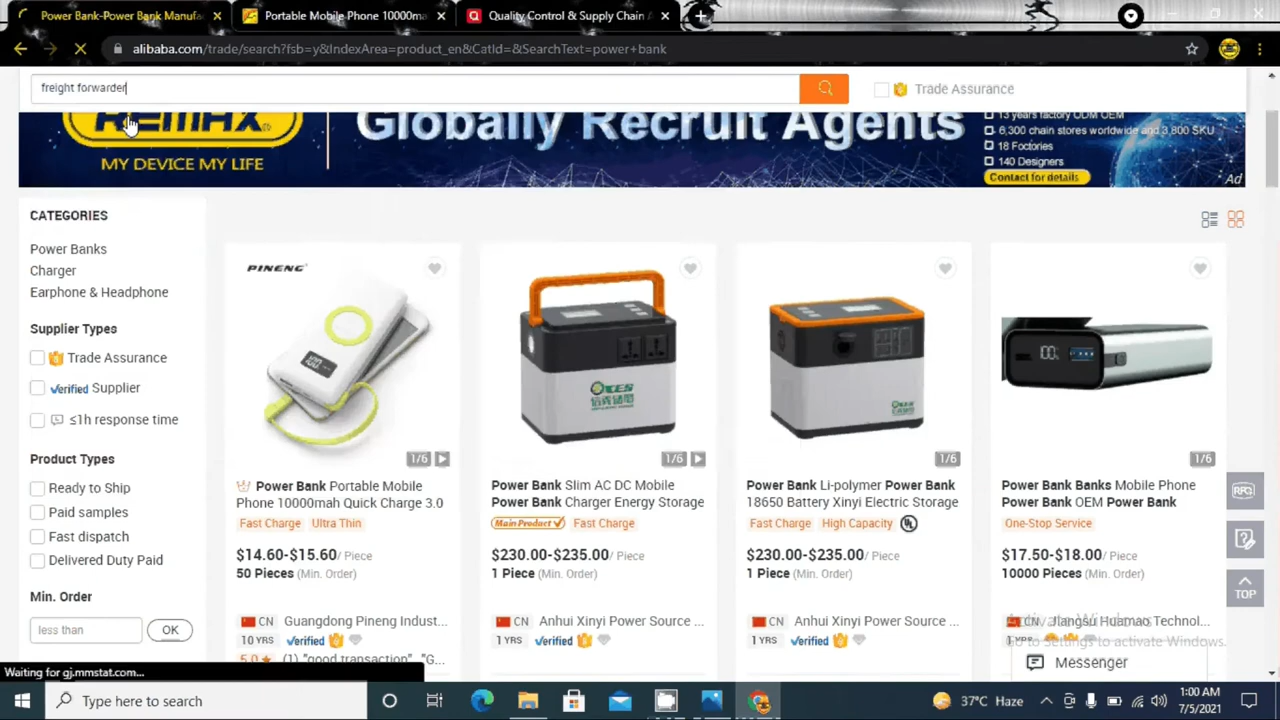 Power Bank-Power Bank Manufa
Portable Mobile Phone 10000m
Quality Control & Supply Chain
alibaba.com/trade/search?fsb=y&IndexArea=product_en&CatId=&SearchText=power+bank
freight forwarder
Trade Assurance
REMAX
MY DEVICE MY LIFE
Globally Recruit Agents
13 years factory ODM OEM
6,300 chain stores worldwide and 3,800 SKU
18 Foctories
140 Designers
Contact for details
Ad
CATEGORIES
Power Banks
Charger
Earphone & Headphone
Supplier Types
Trade Assurance
Verified Supplier
≤1h response time
Product Types
Ready to Ship
Paid samples
Fast dispatch
Delivered Duty Paid
Min. Order
less than
OK
PINENG
1/6
Power Bank Portable Mobile
Phone 10000mah Quick Charge 3.0
Fast Charge Ultra Thin
$14.60-$15.60/ Piece
50 Pieces (Min. Order)
CN Guangdong Pineng Indust...
10 YRS Verified
5.0 (1) "good transaction" "G...
1/6
Power Bank Slim AC DC Mobile
Power Bank Charger Energy Storage
Main Product Fast Charge
$230.00-$235.00/ Piece
1 Piece (Min. Order)
CN Anhui Xinyi Power Source ...
1 YRS Verified
1/6
Power Bank Li-polymer Power Bank
18650 Battery Xinyi Electric Storage
Fast Charge High Capacity
$230.00-$235.00/ Piece
1 Piece (Min. Order)
CN Anhui Xinyi Power Source ...
1 YRS Verified
1/6
Power Bank Banks Mobile Phone
Power Bank OEM Power Bank
One-Stop Service
$17.50-$18.00/ Piece
10000 Pieces (Min. Order)
CN Technol...
RFQ
TOP
Activate Windows
Go to Settings to activate Windows.
Messenger
Waiting for gj.mmstat.com...
Type here to search
37°C Haze
1:00 AM
7/5/2021